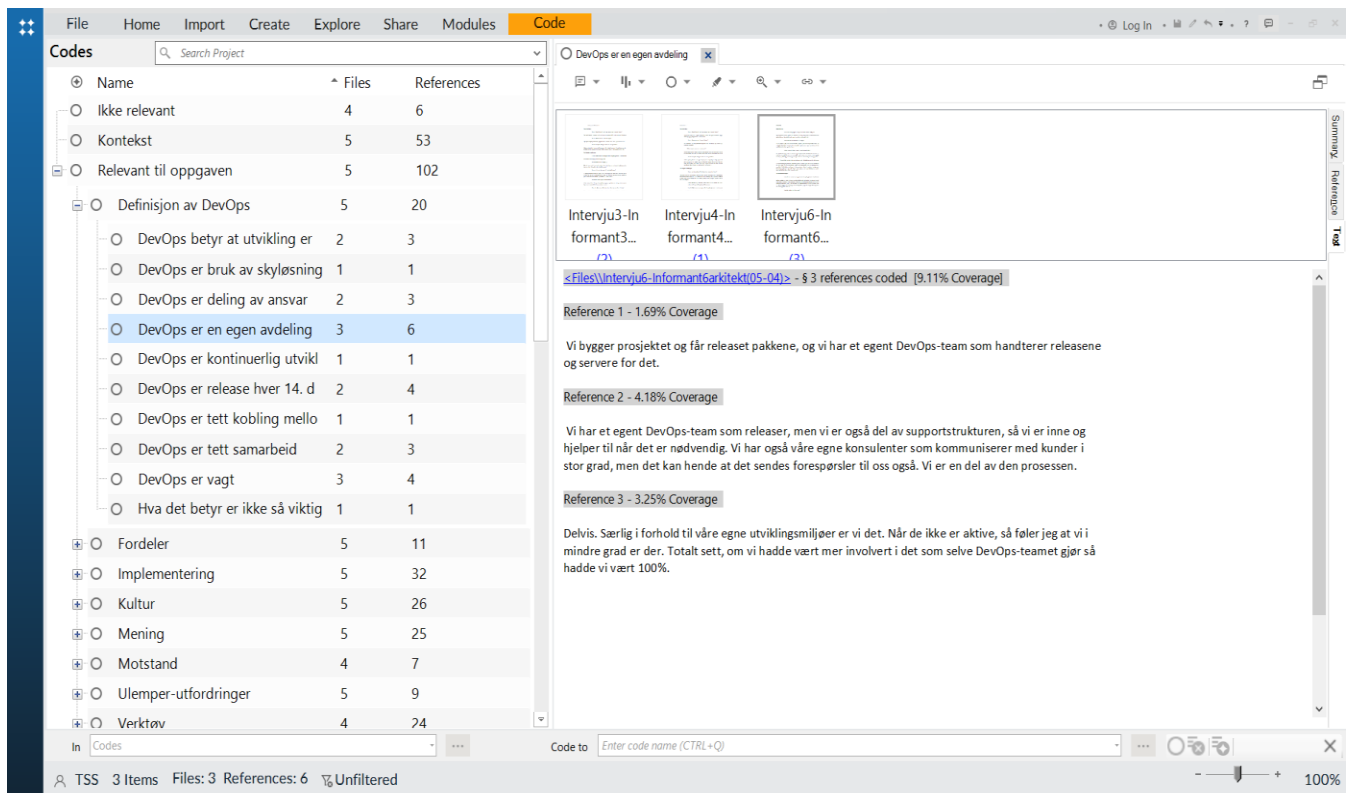 File Home Import Create Explore Share Modules Code Log In ?
Codes Search Project
Name Files References
Ikke relevant 4 6
Kontekst 5 53
Relevant til oppgaven 5 102
Definisjon av DevOps 5 20
DevOps betyr at utvikling er 2 3
DevOps er bruk av skyløsning 1 1
DevOps er deling av ansvar 2 3
DevOps er en egen avdeling 3 6
DevOps er kontinuerlig utvikl 1 1
DevOps er release hver 14. d 2 4
DevOps er tett kobling mello 1 1
DevOps er tett samarbeid 2 3
DevOps er vagt 3 4
Hva det betyr er ikke så viktig 1 1
Fordeler 5 11
Implementering 5 32
Kultur 5 26
Mening 5 25
Motstand 4 7
Ulemper-utfordringer 5 9
Verktøy 4 24
In Codes ...
DevOps er en egen avdeling x
Intervju3-In
formant3...
(2)
Intervju4-In
formant4...
(1)
Intervju6-In
formant6...
(3)
Summary
Reference
Text
<Files\\Intervju6-Informant6arkitekt(05-04)> - § 3 references coded [9.11% Coverage]
Reference 1 - 1.69% Coverage
Vi bygger prosjektet og får releaset pakkene, og vi har et egent DevOps-team som handterer releasene
og servere for det.
Reference 2 - 4.18% Coverage
Vi har et egent DevOps-team som releaser, men vi er også del av supportstrukturen, så vi er inne og
hjelper til når det er nødvendig. Vi har også våre egne konsulenter som kommuniserer med kunder i
stor grad, men det kan hende at det sendes forespørsler til oss også. Vi er en del av den prosessen.
Reference 3 - 3.25% Coverage
Delvis. Særlig i forhold til våre egne utviklingsmiljøer er vi det. Når de ikke er aktive, så føler jeg at vi i
mindre grad er der. Totalt sett, om vi hadde vært mer involvert i det som selve DevOps-teamet gjør så
hadde vi vært 100%.
Code to Enter code name (CTRL+Q) ...
TSS 3 Items Files: 3 References: 6 Unfiltered - + 100%